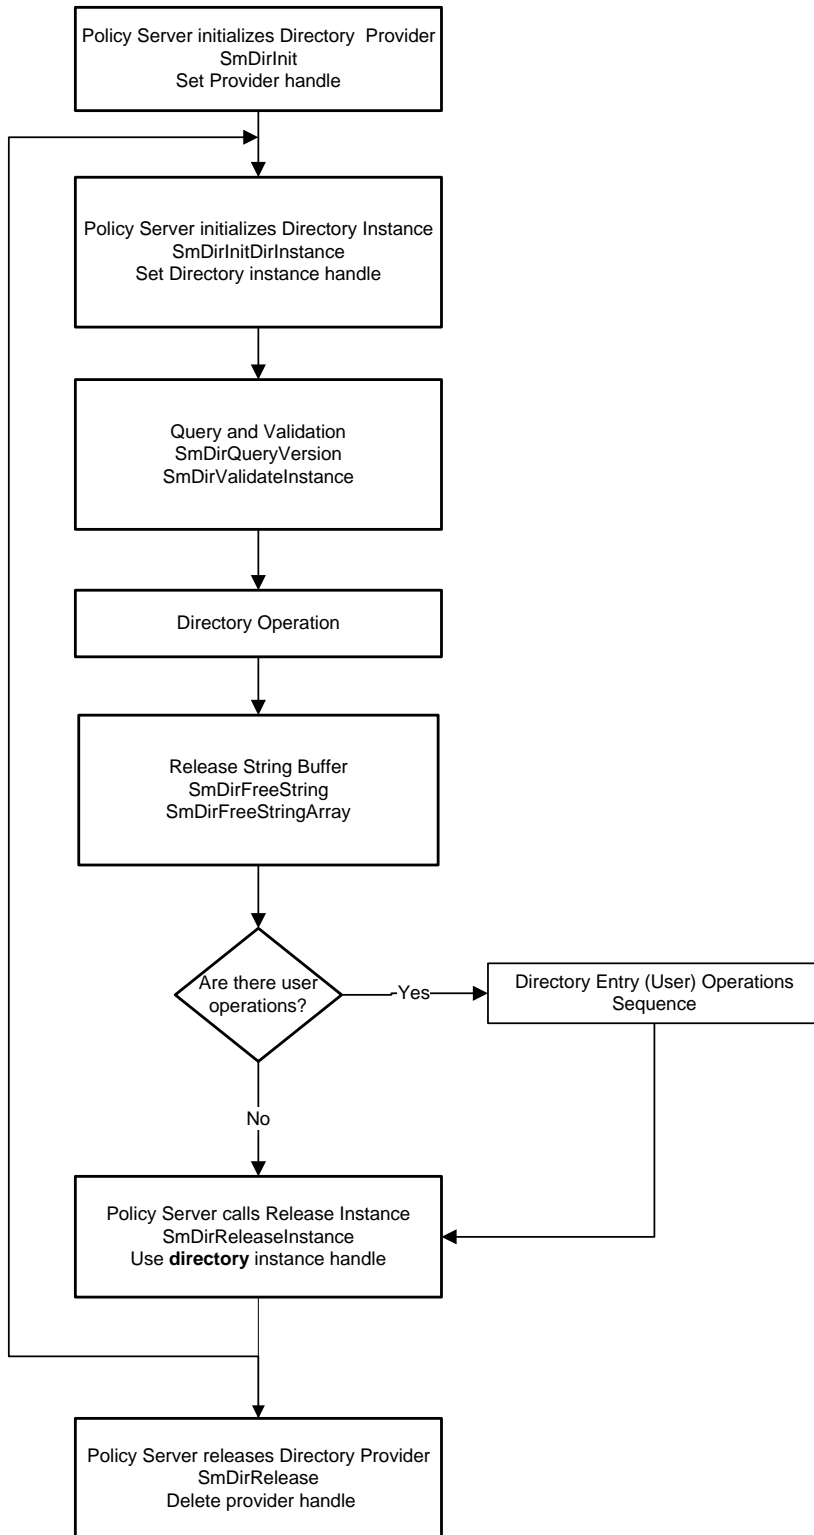 Policy Server initializes Directory  Provider
SmDirInit
Set Provider handle
Policy Server initializes Directory Instance
SmDirInitDirInstance
Set Directory instance handle
Query and Validation
SmDirQueryVersion
SmDirValidateInstance
Directory Operation
Release String Buffer
SmDirFreeString
SmDirFreeStringArray
Are there user
operations?
Yes
Directory Entry (User) Operations
Sequence
No
Policy Server calls Release Instance
SmDirReleaseInstance
Use directory instance handle
Policy Server releases Directory Provider
SmDirRelease
Delete provider handle